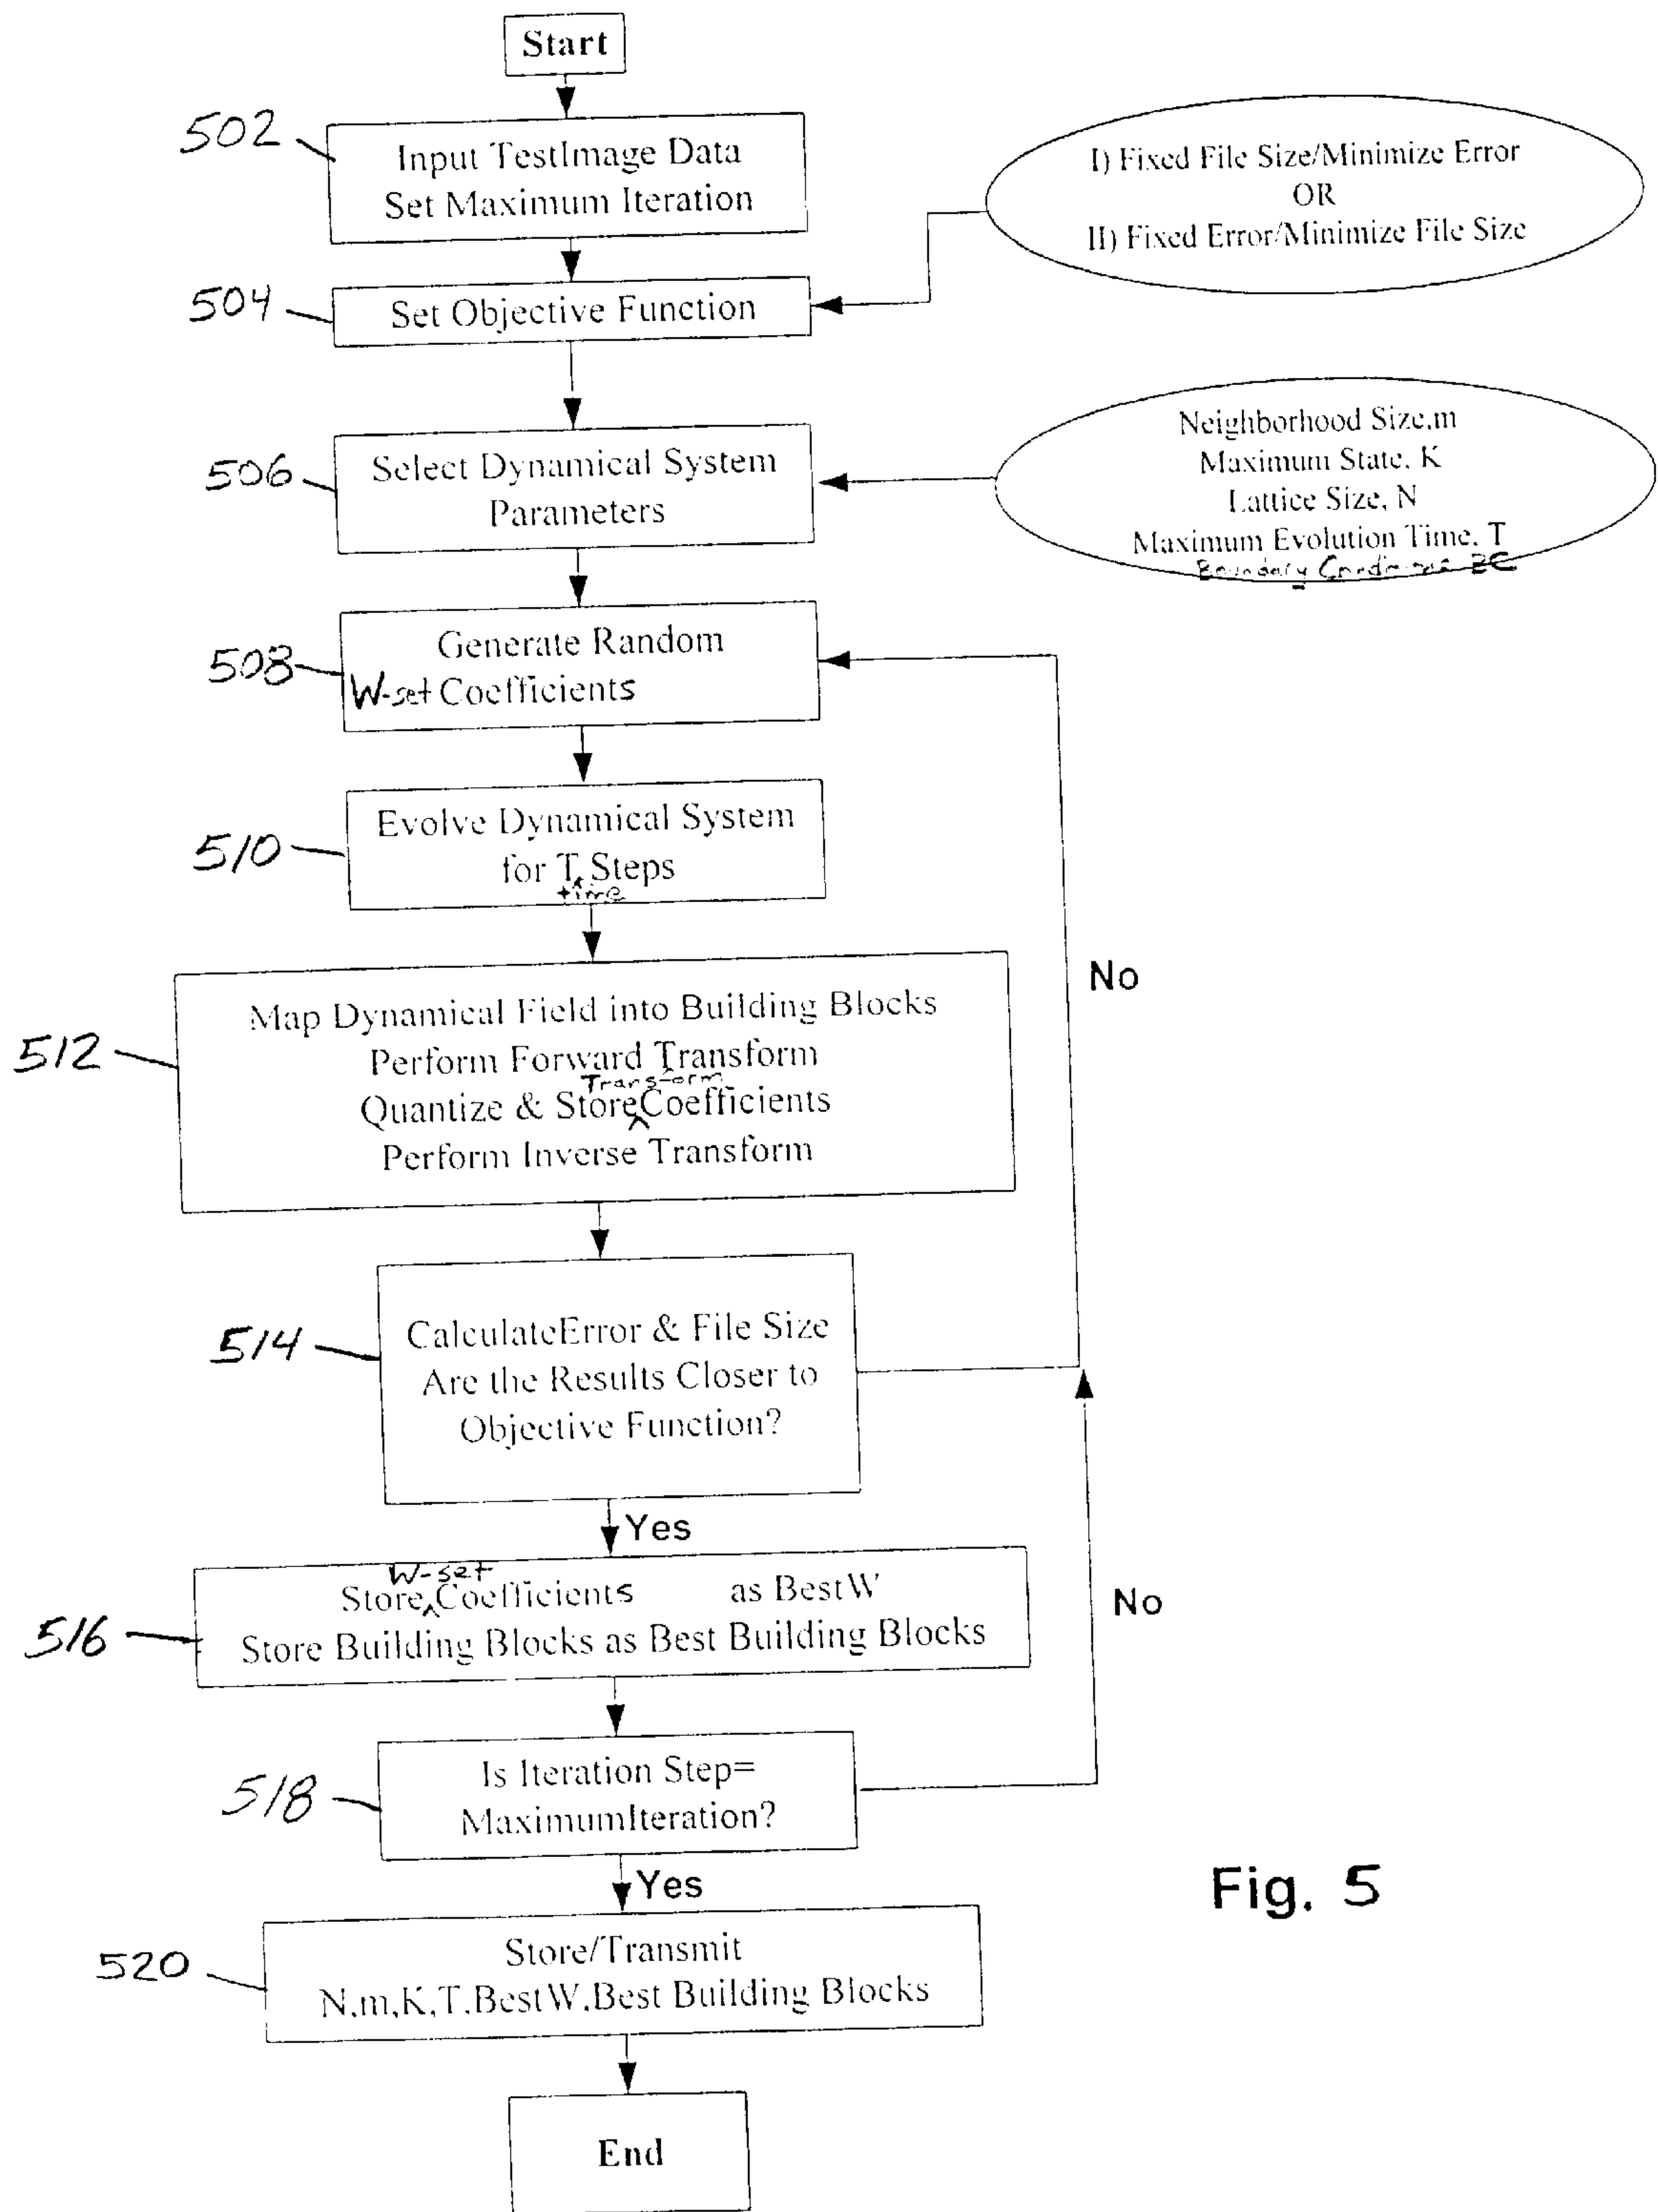 Start
502
Input TestImage Data
Set Maximum Iteration
I) Fixed File Size/Minimize Error
OR
II) Fixed Error/Minimize File Size
504
Set Objective Function
506
Select Dynamical System
Parameters
Neighborhood Size,m
Maximum State, K
Lattice Size, N
Maximum Evolution Time, T
Boundary Conditions BC
508
Generate Random
W-set Coefficients
510
Evolve Dynamical System
for T Steps
time
No
512
Map Dynamical Field into Building Blocks
Perform Forward Transform
Transform
Quantize & Store Coefficients
Perform Inverse Transform
514
CalculateError & File Size
Are the Results Closer to
Objective Function?
Yes
516
W-set
Store Coefficients as BestW
Store Building Blocks as Best Building Blocks
No
518
Is Iteration Step=
MaximumIteration?
Yes
520
Store/Transmit
N,m,K,T,BestW,Best Building Blocks
End
Fig. 5